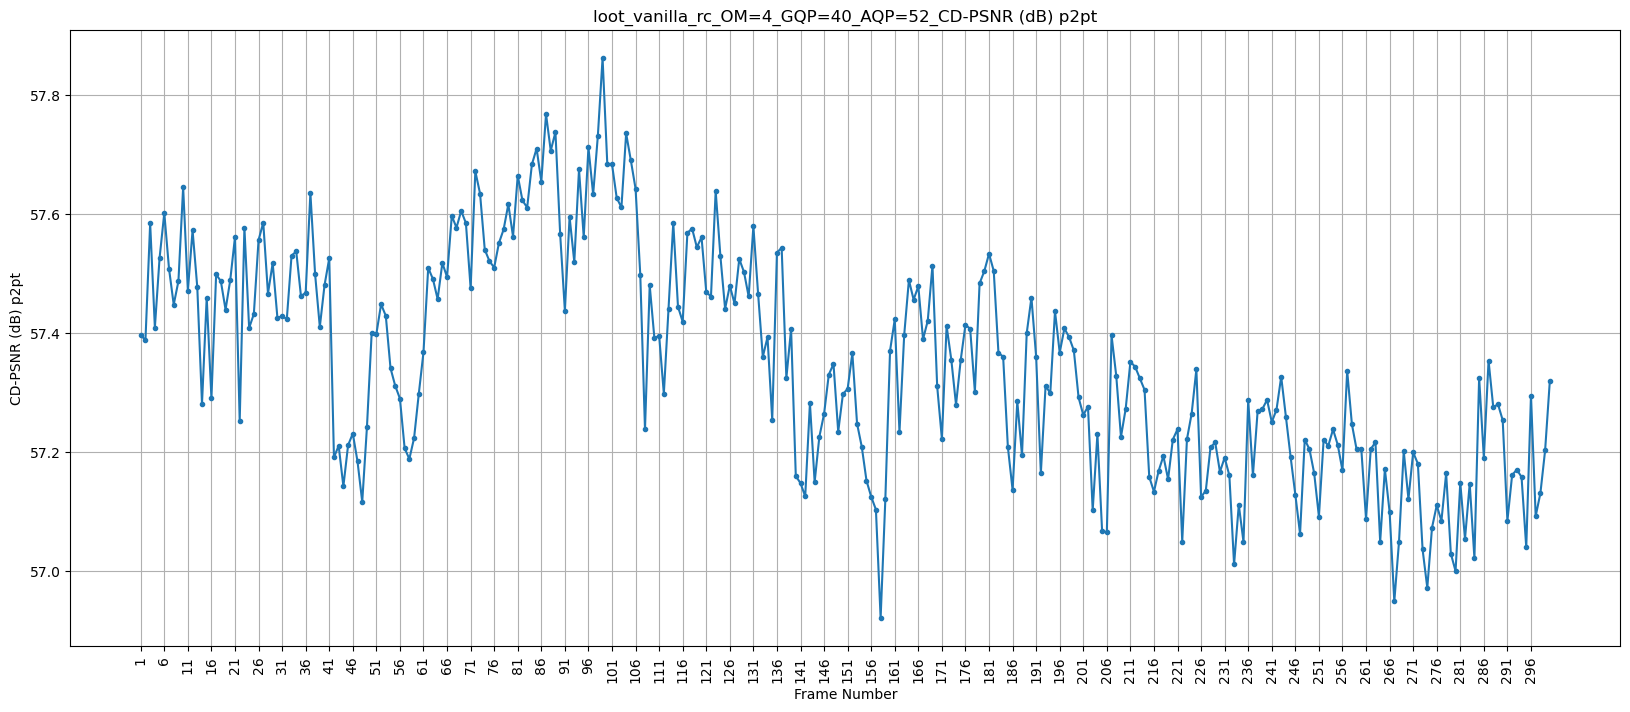 loot_vanilla_rc_OM=4_GQP=40_AQP=52_CD-PSNR (dB) p2pt
CD-PSNR (dB) p2pt
57.8
57.6
57.4
57.2
57.0
1 6 11 16 21 26 31 36 41 46 51 56 61 66 71 76 81 86 91 96 101 106 111 116 121 126 131 136 141 146 151 156 161 166 171 176 181 186 191 196 201 206 211 216 221 226 231 236 241 246 251 256 261 266 271 276 281 286 291 296
Frame Number